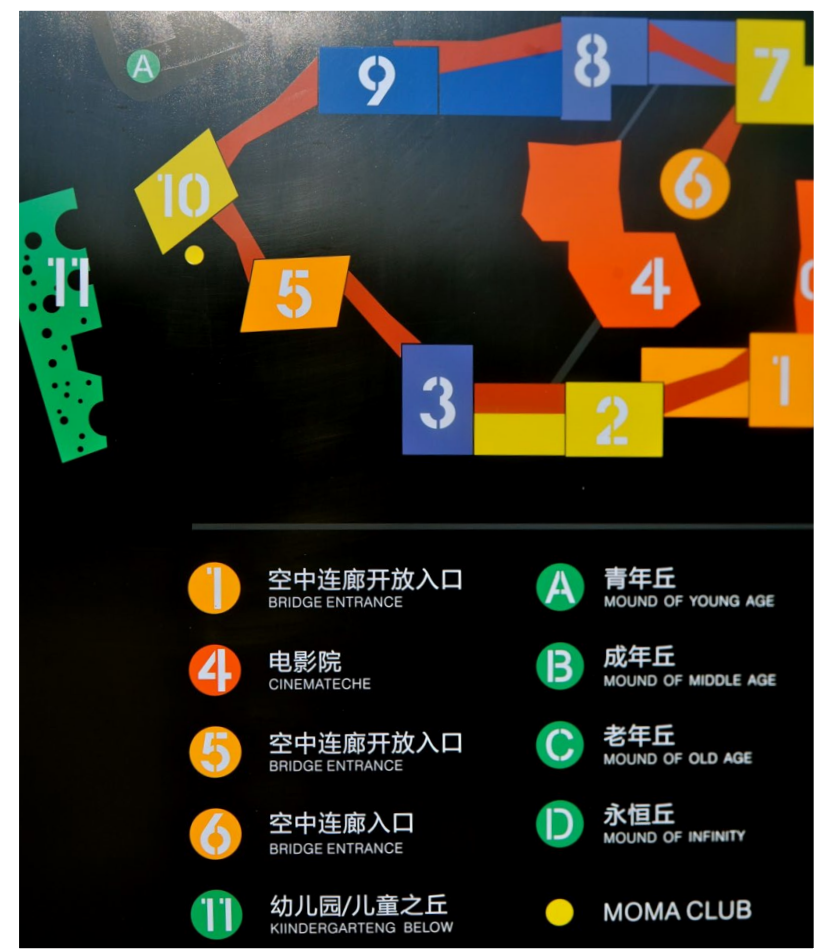 A
9
8
7
10
6
11
5
4
3
2
1
1 空中连廊开放入口
BRIDGE ENTRANCE
4 电影院
CINEMATECHE
5 空中连廊开放入口
BRIDGE ENTRANCE
6 空中连廊入口
BRIDGE ENTRANCE
11 幼儿园/儿童之丘
KIINDERGARTENG BELOW
A 青年丘
MOUND OF YOUNG AGE
B 成年丘
MOUND OF MIDDLE AGE
C 老年丘
MOUND OF OLD AGE
D 永恒丘
MOUND OF INFINITY
MOMA CLUB